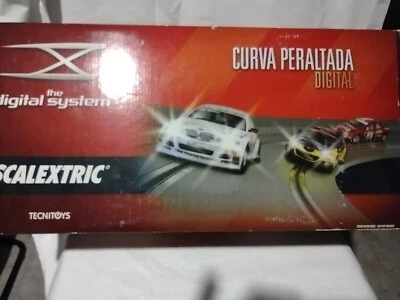 CURVA PERALTADA
DIGITAL
the
digital system
SCALEXTRIC
TECNITOYS